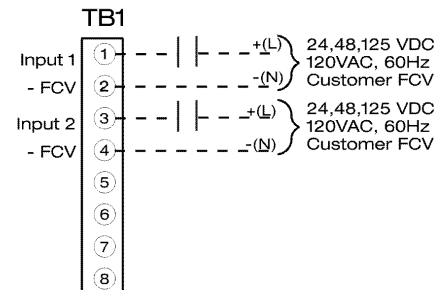 TB1
Input 1
1
+(L)
24,48,125 VDC
120VAC, 60Hz
- FCV
2
-(N)
Customer FCV
Input 2
3
+(L)
24,48,125 VDC
120VAC, 60Hz
- FCV
4
-(N)
Customer FCV
5
6
7
8